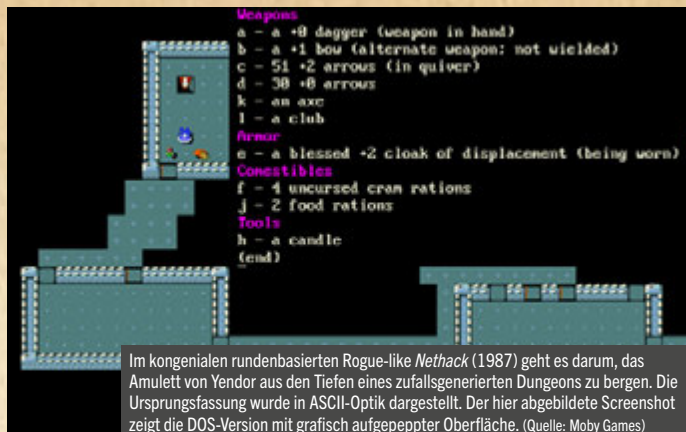 Weapons
a - a +0 dagger (weapon in hand)
b - a +1 bow (alternate weapon; not wielded)
c - 51 +2 arrows (in quiver)
d - 30 +0 arrows
k - an axe
l - a club
Armor
e - a blessed +2 cloak of displacement (being worn)
Comestibles
f - 4 uncursed cram rations
j - 2 food rations
Tools
h - a candle
(end)
Im kongenialen rundenbasierten Rogue-like Nethack (1987) geht es darum, das
Amulett von Yendor aus den Tiefen eines zufallsgenerierten Dungeons zu bergen. Die
Ursprungsfassung wurde in ASCII-Optik dargestellt. Der hier abgebildete Screenshot
zeigt die DOS-Version mit grafisch aufgepeppter Oberfläche. (Quelle: Moby Games)